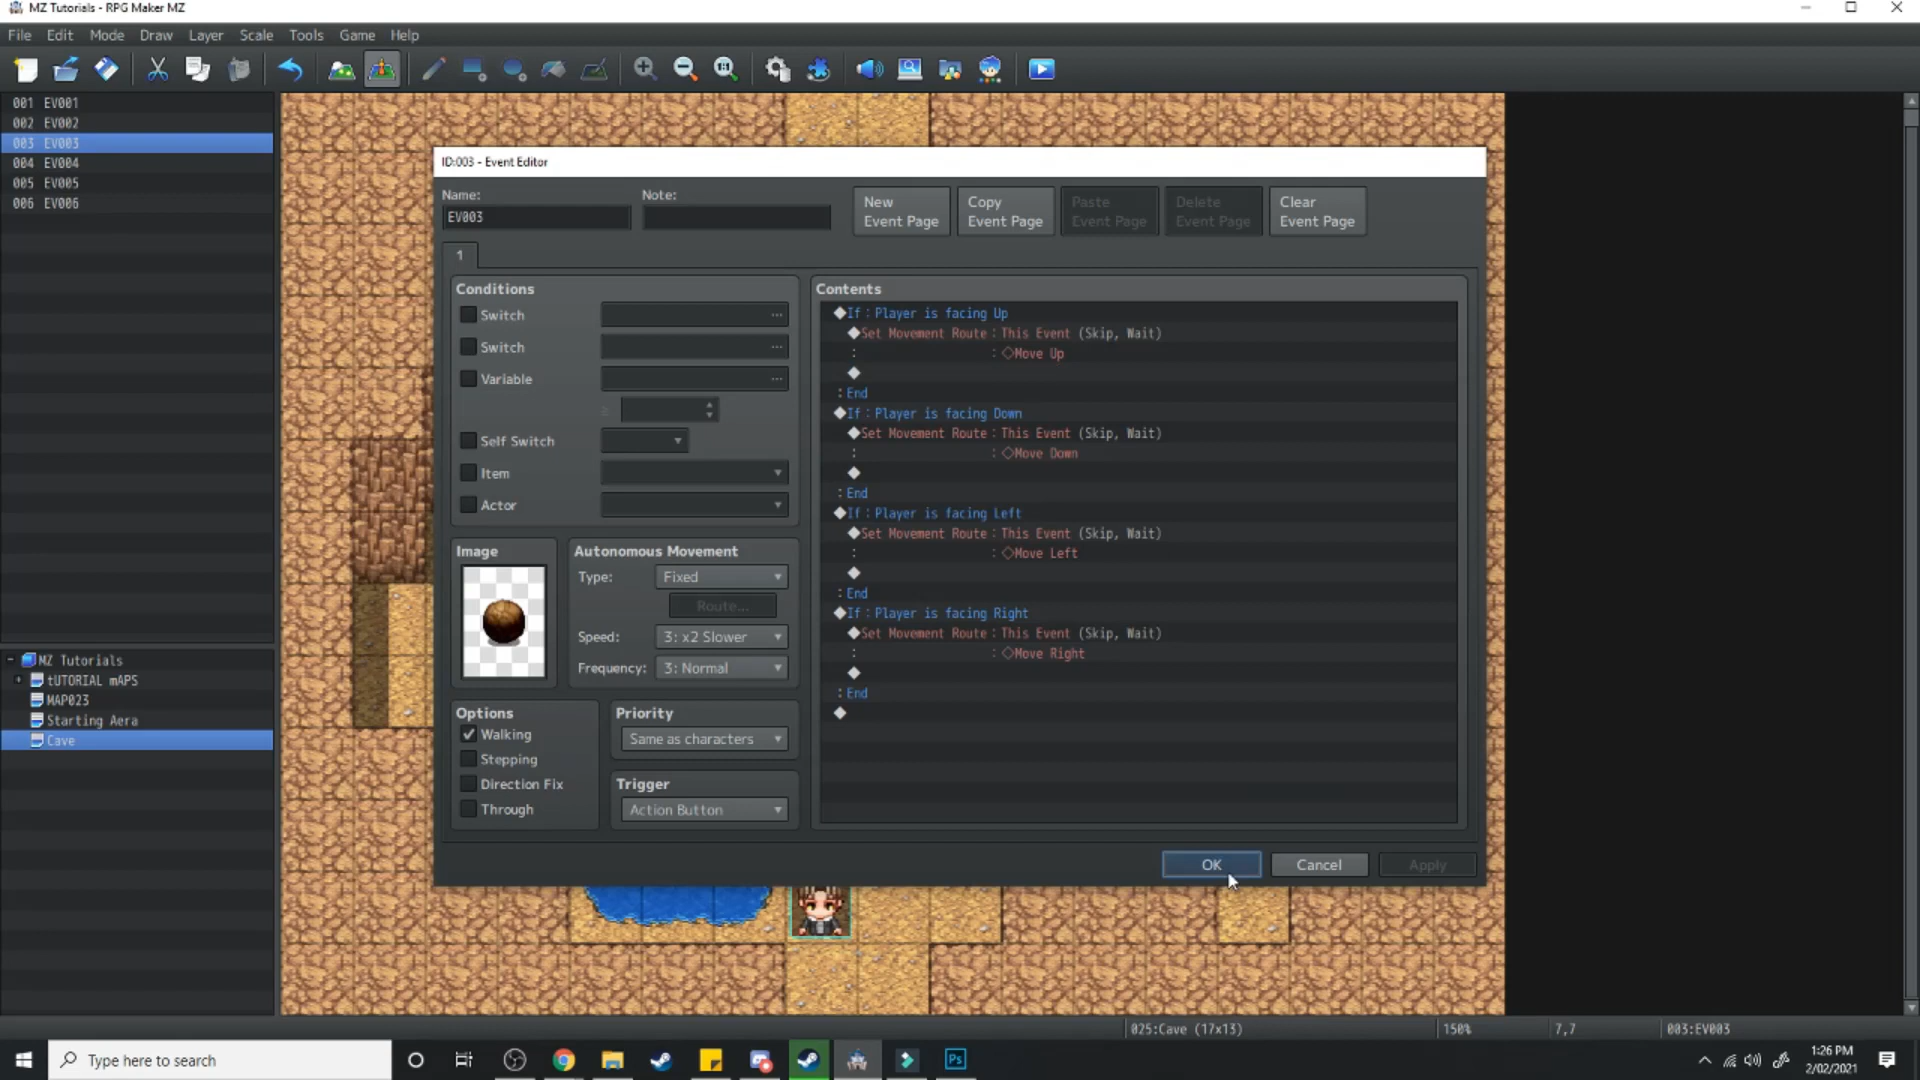 MZ Tutorials - RPG Maker MZ
File Edit Mode Draw Layer Scale Tools Game Help
001 EV001
002 EV002
003 EV003
004 EV004
005 EV005
006 EV006
MZ Tutorials
tUTORIAL mAPS
MAP023
Starting Aera
Cave
ID:003 - Event Editor
Name:
EV003
Note:
New
Event Page
Copy
Event Page
Paste
Event Page
Delete
Event Page
Clear
Event Page
1
Conditions
Switch ...
Switch ...
Variable ...
≥
Self Switch
Item
Actor
Image
Autonomous Movement
Type: Fixed
Route...
Speed: 3: x2 Slower
Frequency: 3: Normal
Options
Walking
Stepping
Direction Fix
Through
Priority
Same as characters
Trigger
Action Button
Contents
◆If：Player is facing Up
◆Set Movement Route：This Event (Skip, Wait)
： ：◇Move Up
◆
：End
◆If：Player is facing Down
◆Set Movement Route：This Event (Skip, Wait)
： ：◇Move Down
◆
：End
◆If：Player is facing Left
◆Set Movement Route：This Event (Skip, Wait)
： ：◇Move Left
◆
：End
◆If：Player is facing Right
◆Set Movement Route：This Event (Skip, Wait)
： ：◇Move Right
◆
：End
◆
OK
Cancel
Apply
025:Cave (17x13)
150%
7,7
003:EV003
Type here to search
Ps
1:26 PM
2/02/2021